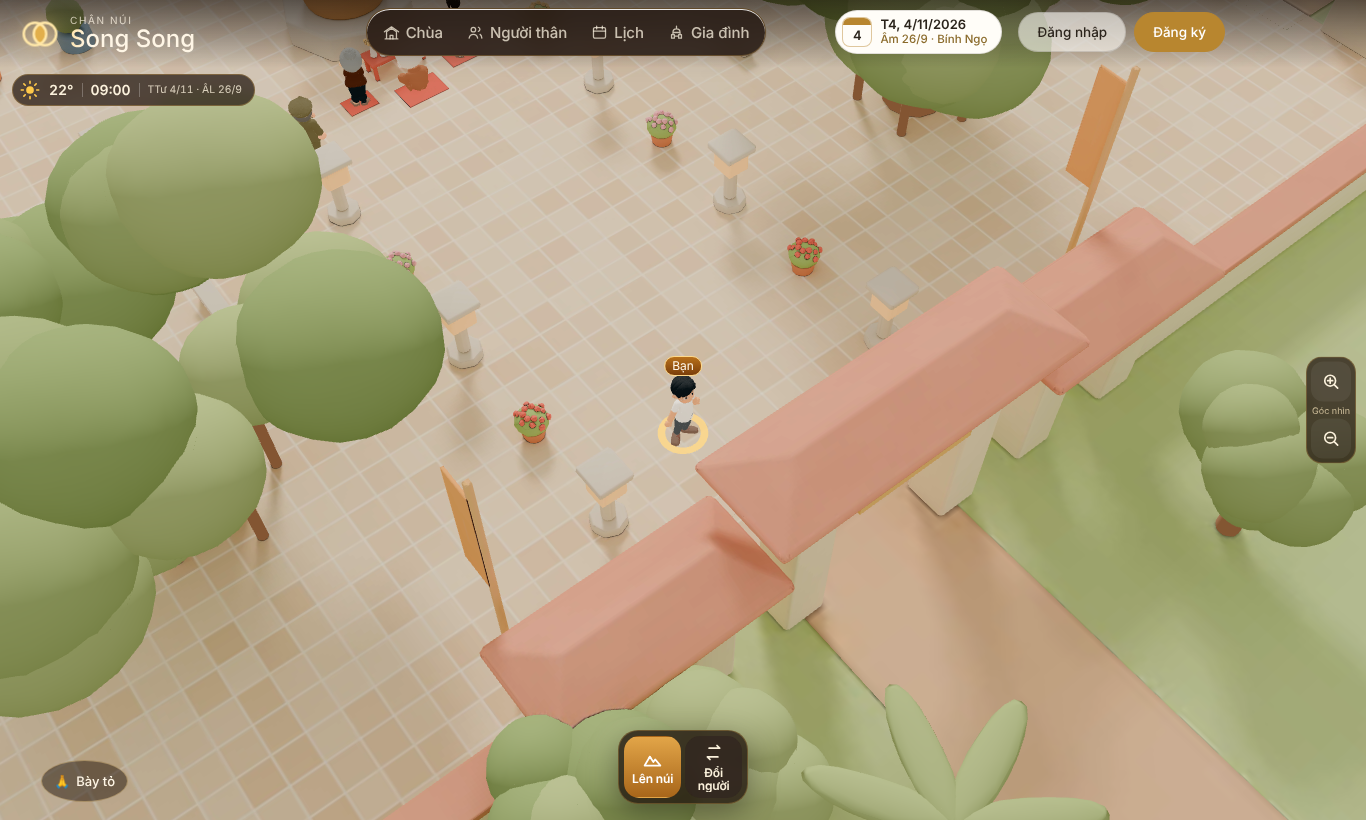 CHÂN NÚI
Song Song
Chùa
Người thân
Lịch
Gia đình
4
T4, 4/11/2026
Âm 26/9 · Bính Ngọ
Đăng nhập
Đăng ký
22°
09:00
TTư 4/11 · ÂL 26/9
Bạn
Góc nhìn
Bày tỏ
Lên núi
Đổi
người